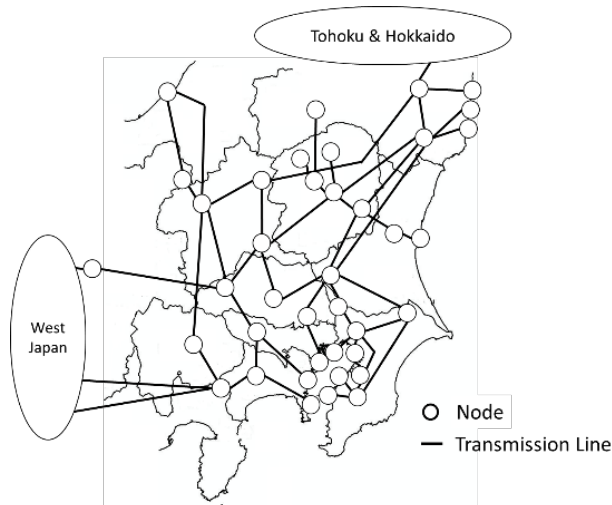 Tohoku & Hokkaido
West
Japan
Node
Transmission Line